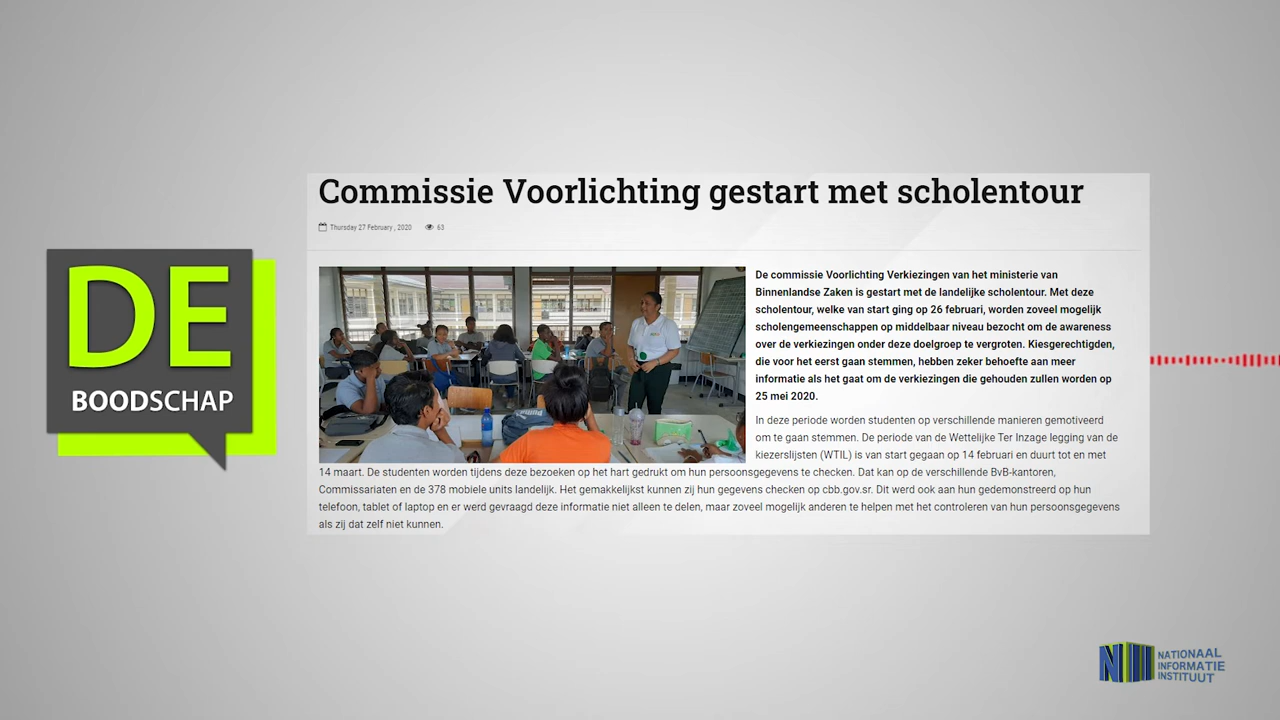 DE
BOODSCHAP
Commissie Voorlichting gestart met scholentour
Thursday 27 February , 2020 63
De commissie Voorlichting Verkiezingen van het ministerie van
Binnenlandse Zaken is gestart met de landelijke scholentour. Met deze
scholentour, welke van start ging op 26 februari, worden zoveel mogelijk
scholengemeenschappen op middelbaar niveau bezocht om de awareness
over de verkiezingen onder deze doelgroep te vergroten. Kiesgerechtigden,
die voor het eerst gaan stemmen, hebben zeker behoefte aan meer
informatie als het gaat om de verkiezingen die gehouden zullen worden op
25 mei 2020.
In deze periode worden studenten op verschillende manieren gemotiveerd
om te gaan stemmen. De periode van de Wettelijke Ter Inzage legging van de
kiezerslijsten (WTIL) is van start gegaan op 14 februari en duurt tot en met
14 maart. De studenten worden tijdens deze bezoeken op het hart gedrukt om hun persoonsgegevens te checken. Dat kan op de verschillende BvB-kantoren,
Commissariaten en de 378 mobiele units landelijk. Het gemakkelijkst kunnen zij hun gegevens checken op cbb.gov.sr. Dit werd ook aan hun gedemonstreerd op hun
telefoon, tablet of laptop en er werd gevraagd deze informatie niet alleen te delen, maar zoveel mogelijk anderen te helpen met het controleren van hun persoonsgegevens
als zij dat zelf niet kunnen.
NII NATIONAAL
INFORMATIE
INSTITUUT